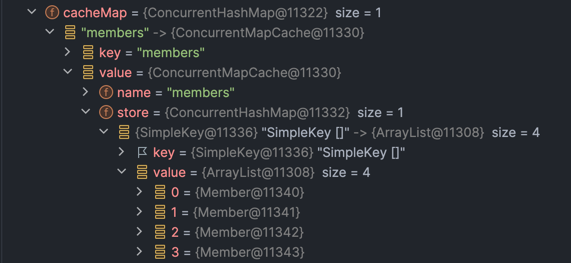 cacheMap = {ConcurrentHashMap@11322} size = 1
"members" -> {ConcurrentMapCache@11330}
key = "members"
value = {ConcurrentMapCache@11330}
name = "members"
store = {ConcurrentHashMap@11332} size = 1
{SimpleKey@11336} "SimpleKey []" -> {ArrayList@11308} size = 4
key = {SimpleKey@11336} "SimpleKey []"
value = {ArrayList@11308} size = 4
0 = {Member@11340}
1 = {Member@11341}
2 = {Member@11342}
3 = {Member@11343}